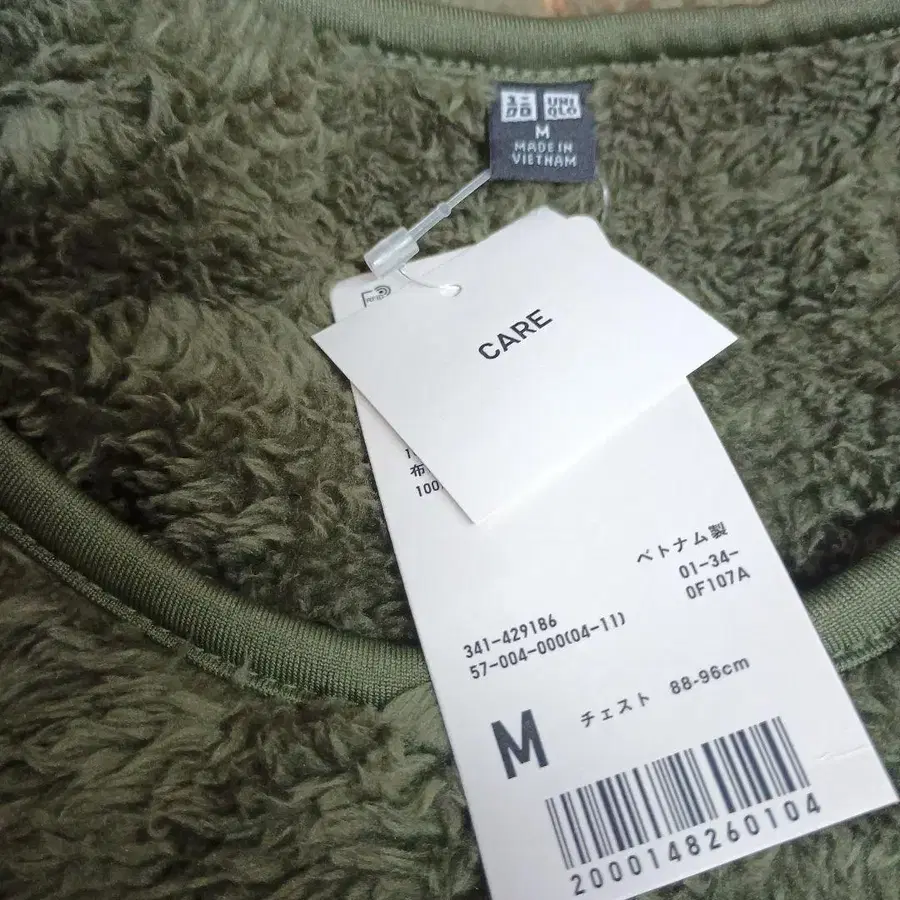 ユニ UNI
クロ QLO
M
MADE IN
VIETNAM
RFID
CARE
布
100
ベトナム製
01-34-
0F107A
341-429186
57-004-000(04-11)
M
チェスト 88-96cm
2000148260104